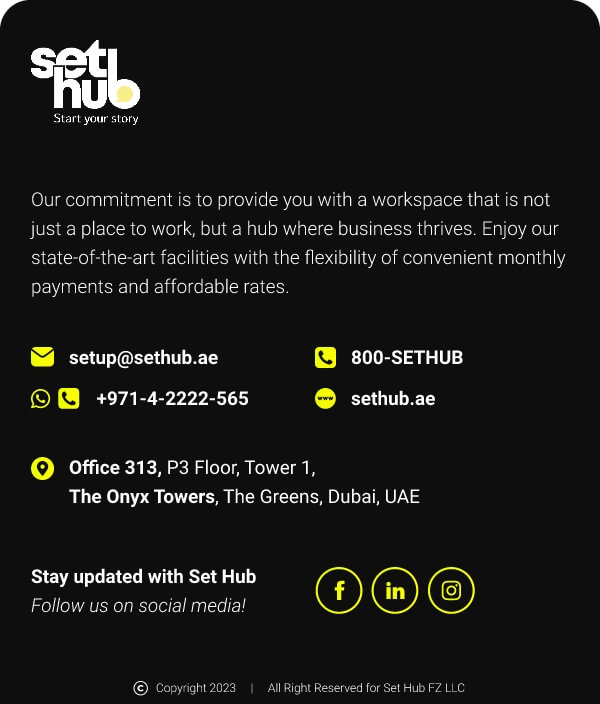 set
hub
Start your story
Our commitment is to provide you with a workspace that is not
just a place to work, but a hub where business thrives. Enjoy our
state-of-the-art facilities with the flexibility of convenient monthly
payments and affordable rates.
setup@sethub.ae
800-SETHUB
+971-4-2222-565
www
sethub.ae
Office 313, P3 Floor, Tower 1,
The Onyx Towers, The Greens, Dubai, UAE
Stay updated with Set Hub
Follow us on social media!
f in
© Copyright 2023 | All Right Reserved for Set Hub FZ LLC